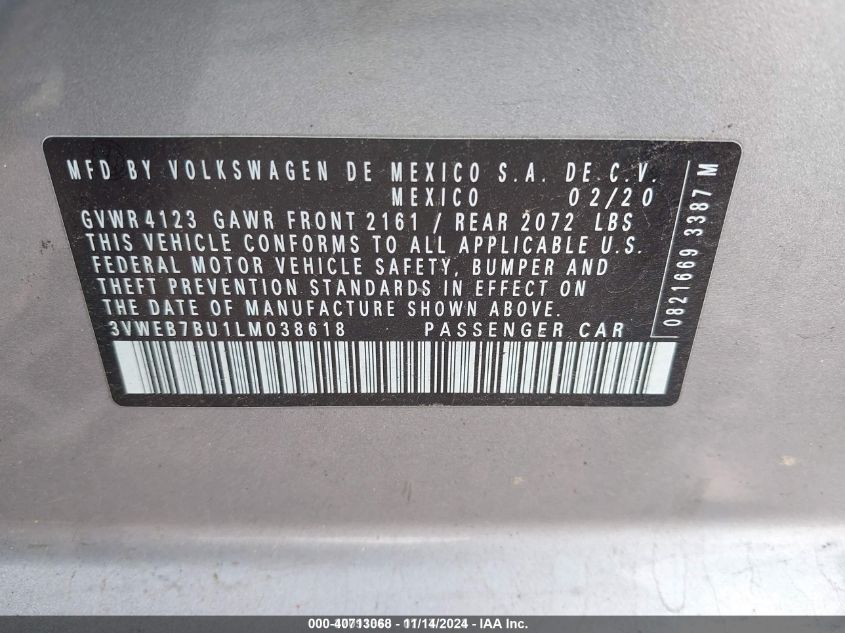 MFD BY VOLKSWAGEN DE MEXICO S.A. DE C.V.
MEXICO 02/20
GVWR 4123 GAWR FRONT 2161 / REAR 2072 LBS
THIS VEHICLE CONFORMS TO ALL APPLICABLE U.S.
FEDERAL MOTOR VEHICLE SAFETY, BUMPER AND
THEFT PREVENTION STANDARDS IN EFFECT ON
THE DATE OF MANUFACTURE SHOWN ABOVE.
3VWEB7BU1LM038618 PASSENGER CAR
0821669 3387 M
000-40713068 - 11/14/2024 - IAA Inc.